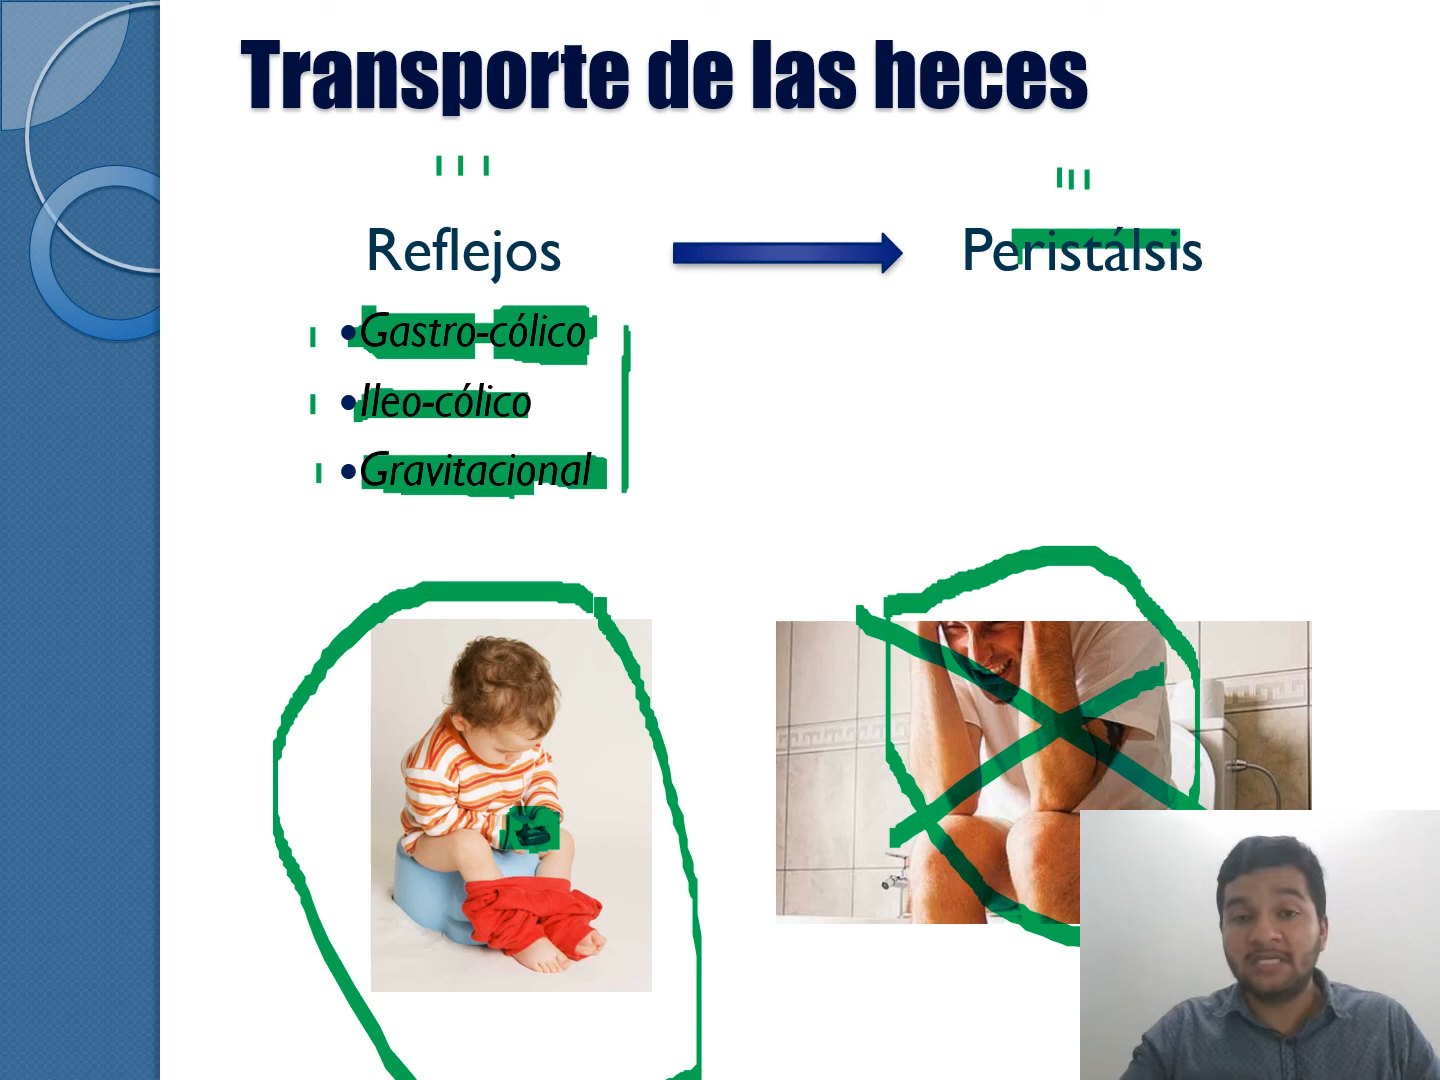 Transporte de las heces
Reflejos
Peristálsis
•Gastro-cólico
•Ileo-cólico
•Gravitacional